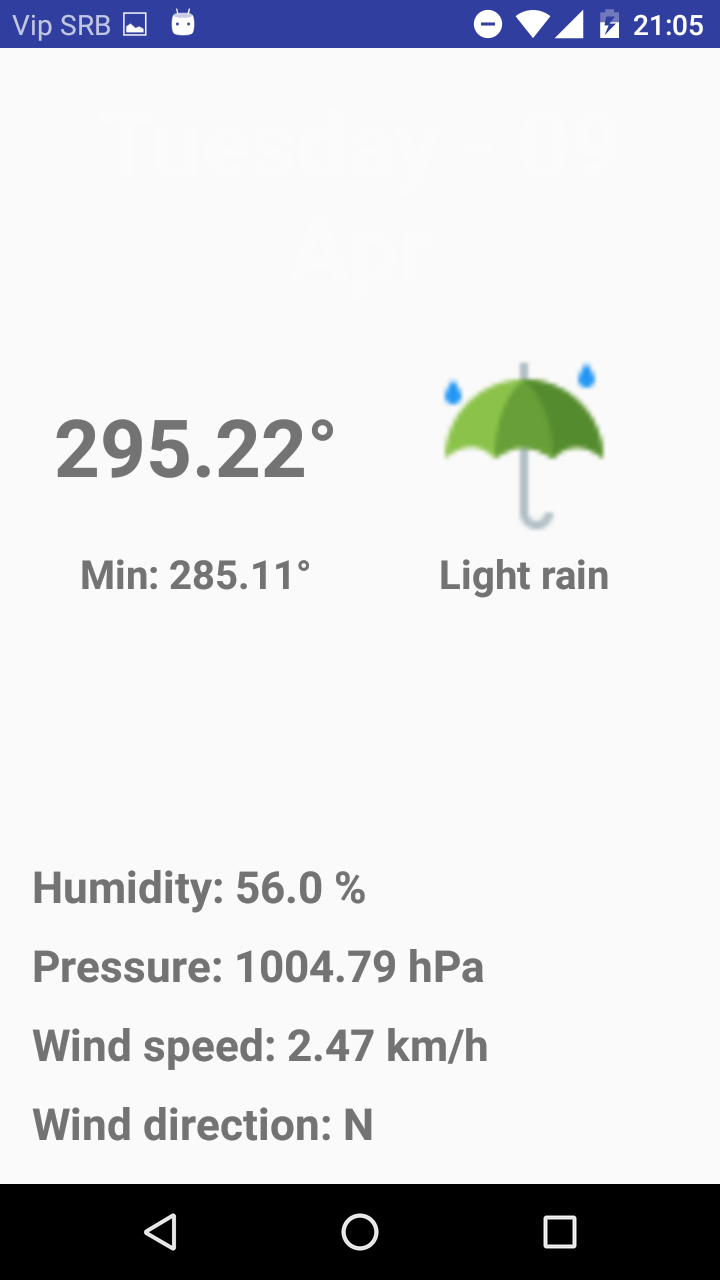 Vip SRB 21:05
Tuesday - 09
Apr
295.22°
Min: 285.11° Light rain
Humidity: 56.0 %
Pressure: 1004.79 hPa
Wind speed: 2.47 km/h
Wind direction: N